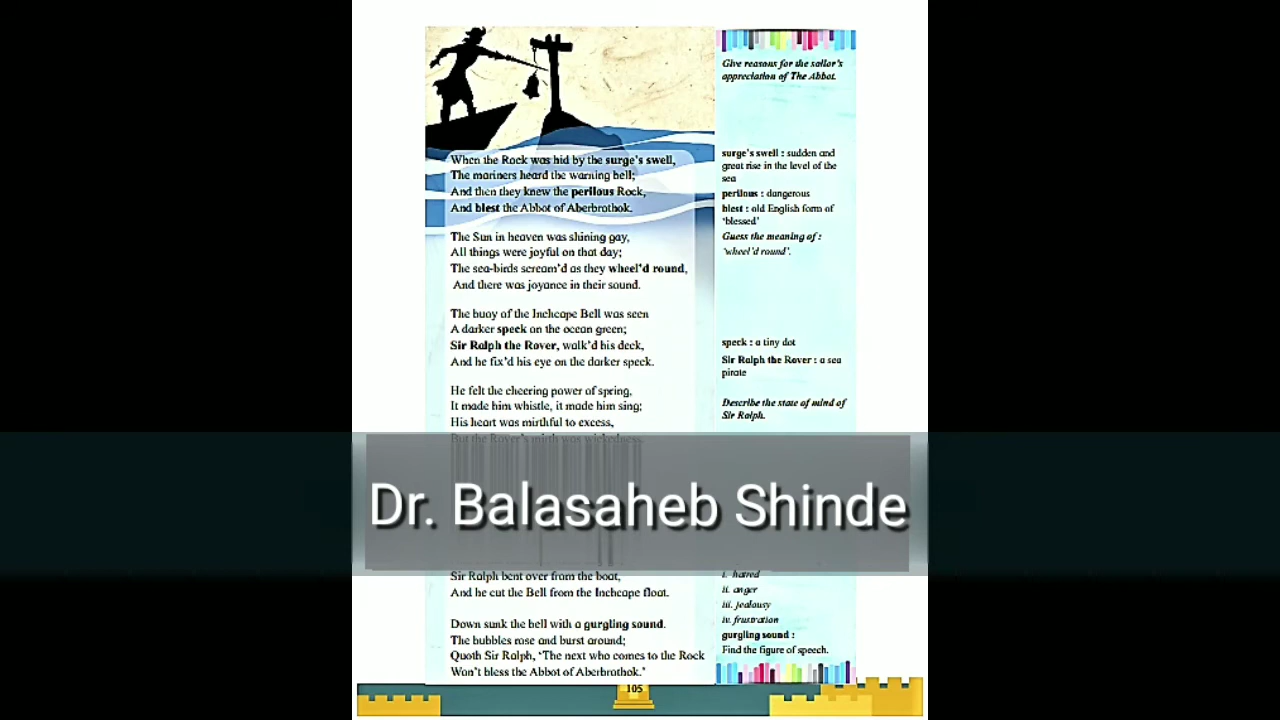 When the Rock was hid by the surge's swell,
The mariners heard the warning bell;
And then they knew the perilous Rock,
And blest the Abbot of Aberbrothok.
The Sun in heaven was shining gay,
All things were joyful on that day;
The sea-birds scream'd as they wheel'd round,
And there was joyance in their sound.
The buoy of the Inchcape Bell was seen
A darker speck on the ocean green;
Sir Ralph the Rover, walk'd his deck,
And he fix'd his eye on the darker speck.
He felt the cheering power of spring,
It made him whistle, it made him sing;
His heart was mirthful to excess,
But the Rover's mirth was wickedness.
Dr. Balasaheb Shinde
Sir Ralph bent over from the boat,
And he cut the Bell from the Inchcape float.
Down sunk the bell with a gurgling sound.
The bubbles rose and burst around;
Quoth Sir Ralph, 'The next who comes to the Rock
Won't bless the Abbot of Aberbrothok.'
Give reasons for the sailor's
appreciation of The Abbot.
surge's swell : sudden and
great rise in the level of the
sea
perilous : dangerous
blest : old English form of
'blessed'
Guess the meaning of :
'wheel'd round'.
speck : a tiny dot
Sir Ralph the Rover : a sea
pirate
Describe the state of mind of
Sir Ralph.
i. hatred
ii. anger
iii. jealousy
iv. frustration
gurgling sound :
Find the figure of speech.
105